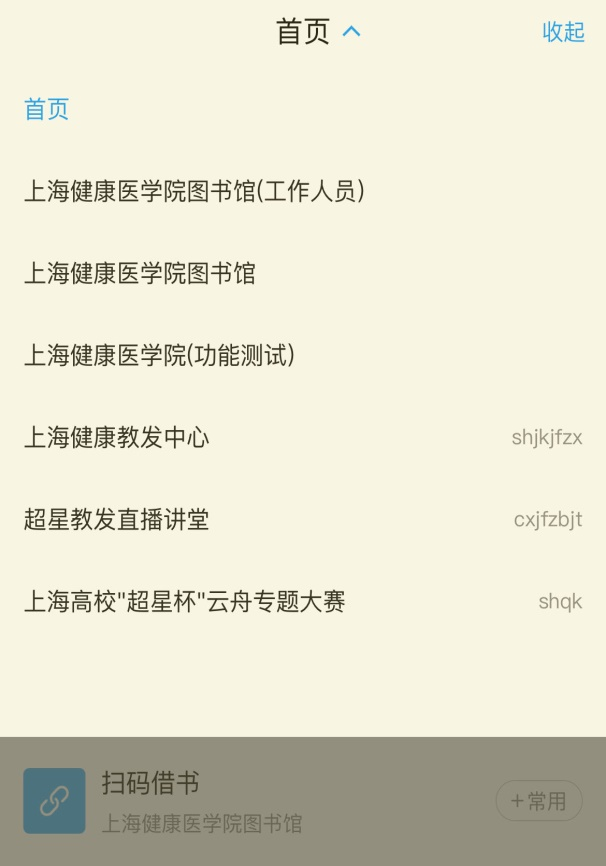 首页
收起
首页
上海健康医学院图书馆(工作人员)
上海健康医学院图书馆
上海健康医学院(功能测试)
上海健康教发中心 shjkjfzx
超星教发直播讲堂 cxjfzbjt
上海高校"超星杯"云舟专题大赛 shqk
扫码借书
+常用
上海健康医学院图书馆